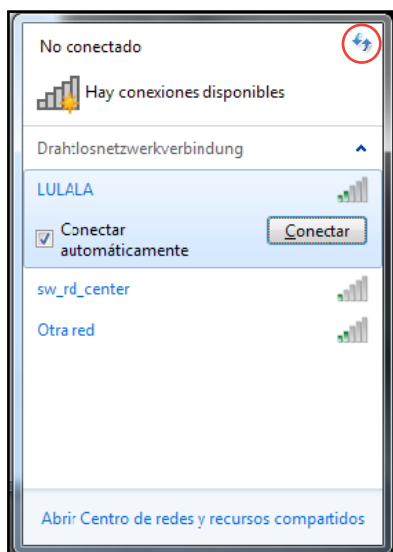 No conectado
Hay conexiones disponibles
Drahtlosnetzwerkverbindung
LULALA
Conectar
automáticamente
Conectar
sw_rd_center
Otra red
Abrir Centro de redes y recursos compartidos